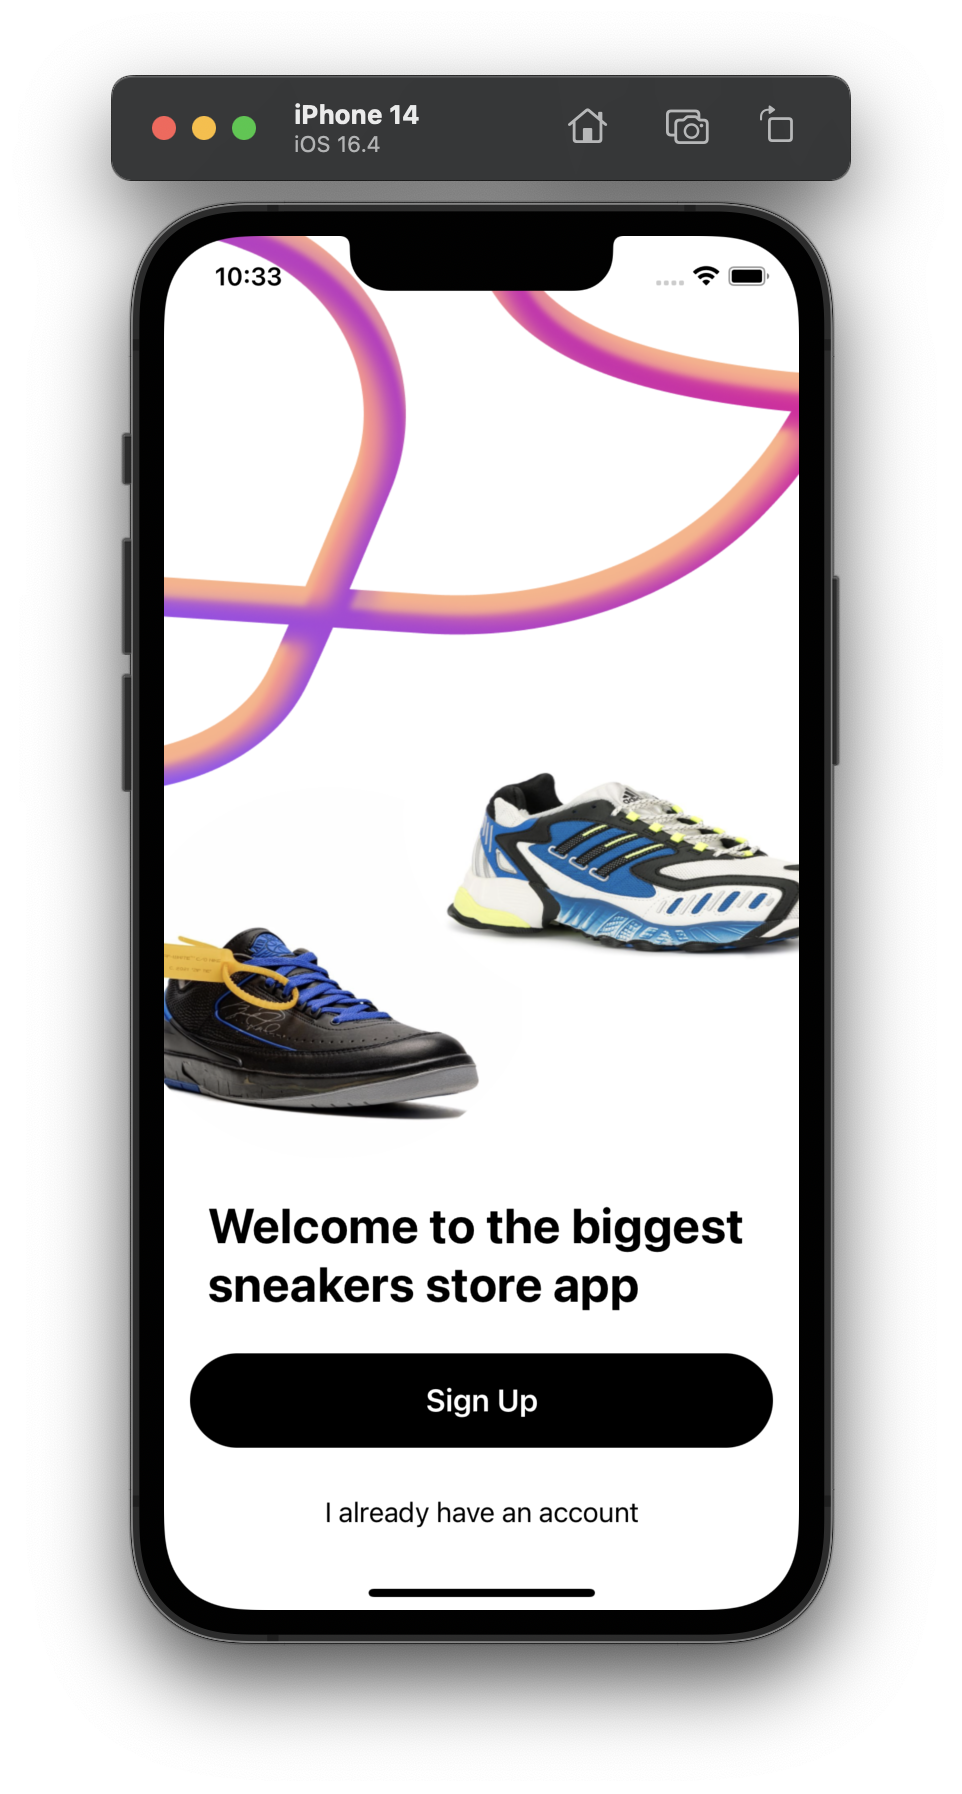 iPhone 14
iOS 16.4
10:33
Welcome to the biggest
sneakers store app
Sign Up
I already have an account